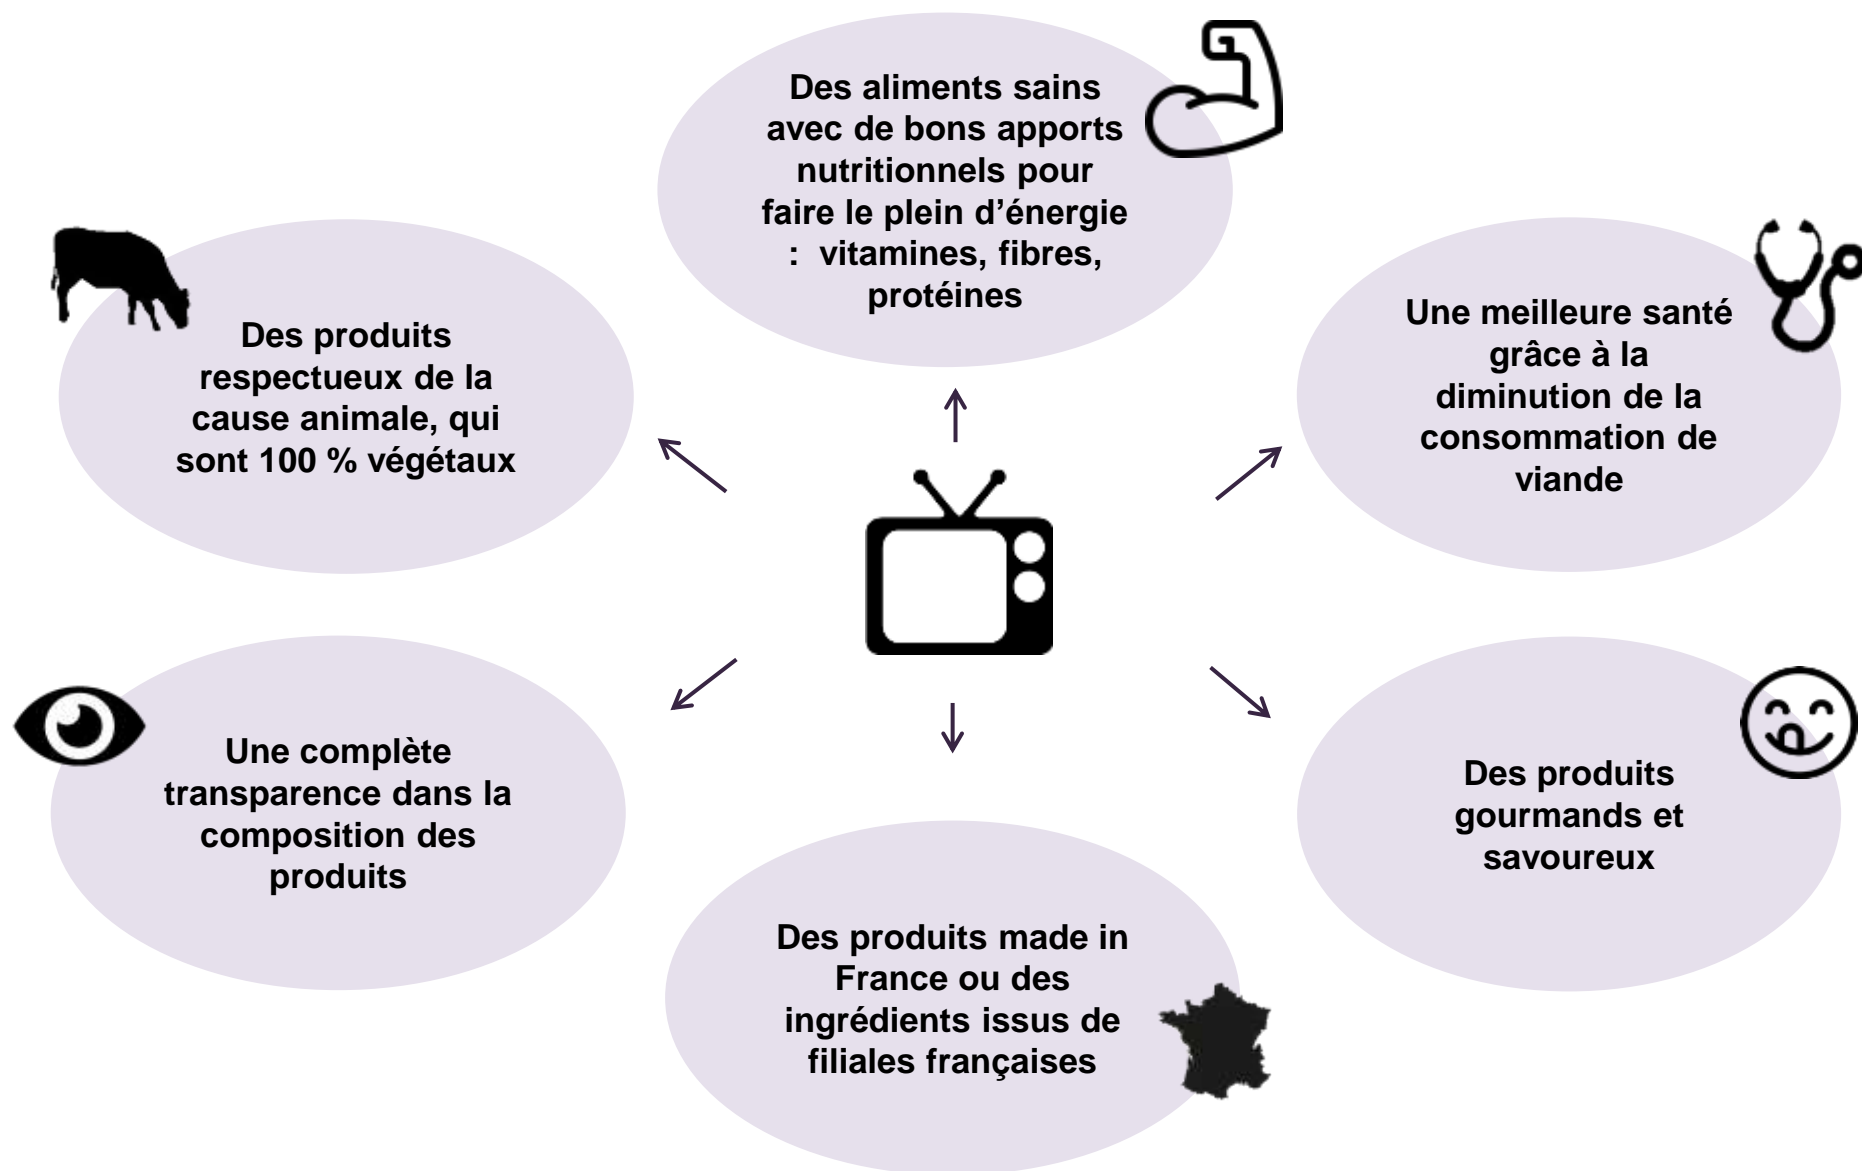 Des aliments sains
avec de bons apports
nutritionnels pour
faire le plein d’énergie
:  vitamines, fibres,
protéines
Des produits
respectueux de la
cause animale, qui
sont 100 % végétaux
Une meilleure santé
grâce à la
diminution de la
consommation de
viande
Une complète
transparence dans la
composition des
produits
Des produits
gourmands et
savoureux
Des produits made in
France ou des
ingrédients issus de
filiales françaises